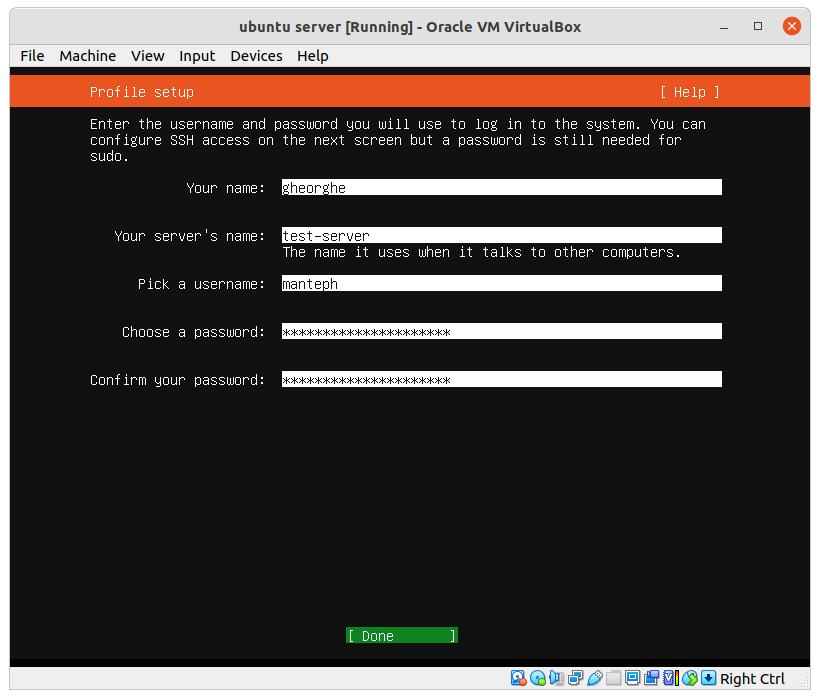 ubuntu server [Running] - Oracle VM VirtualBox
File Machine View Input Devices Help
Profile setup [ Help ]
Enter the username and password you will use to log in to the system. You can
configure SSH access on the next screen but a password is still needed for
sudo.
Your name: gheorghe
Your server's name: test-server
The name it uses when it talks to other computers.
Pick a username: manteph
Choose a password: *********************
Confirm your password: *********************
[ Done ]
Right Ctrl